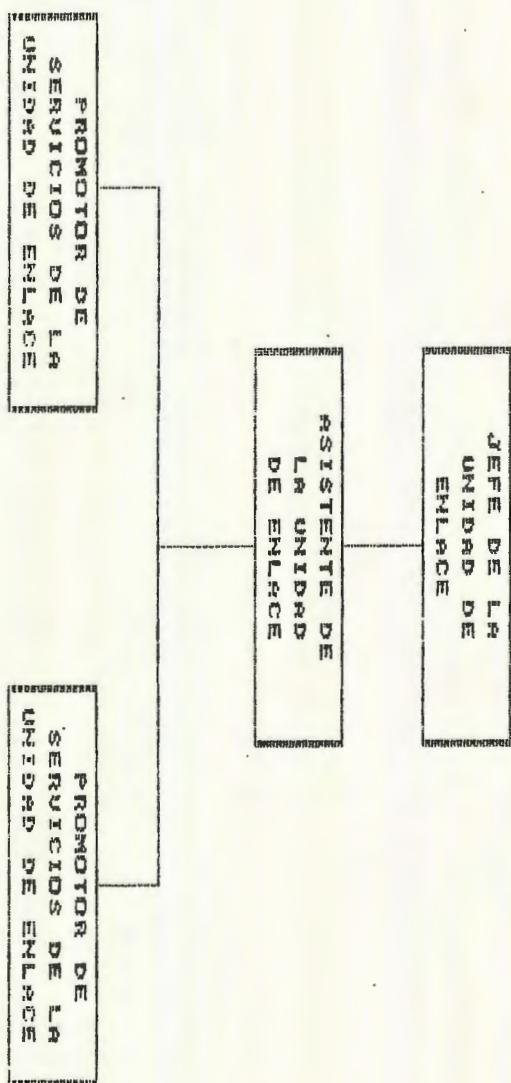 JEFE DE LA
UNIDAD DE
ENLACE
ASISTENTE DE
LA UNIDAD
DE ENLACE
PROMOTOR DE
SERVICIOS DE LA
UNIDAD DE ENLACE
PROMOTOR DE
SERVICIOS DE LA
UNIDAD DE ENLACE